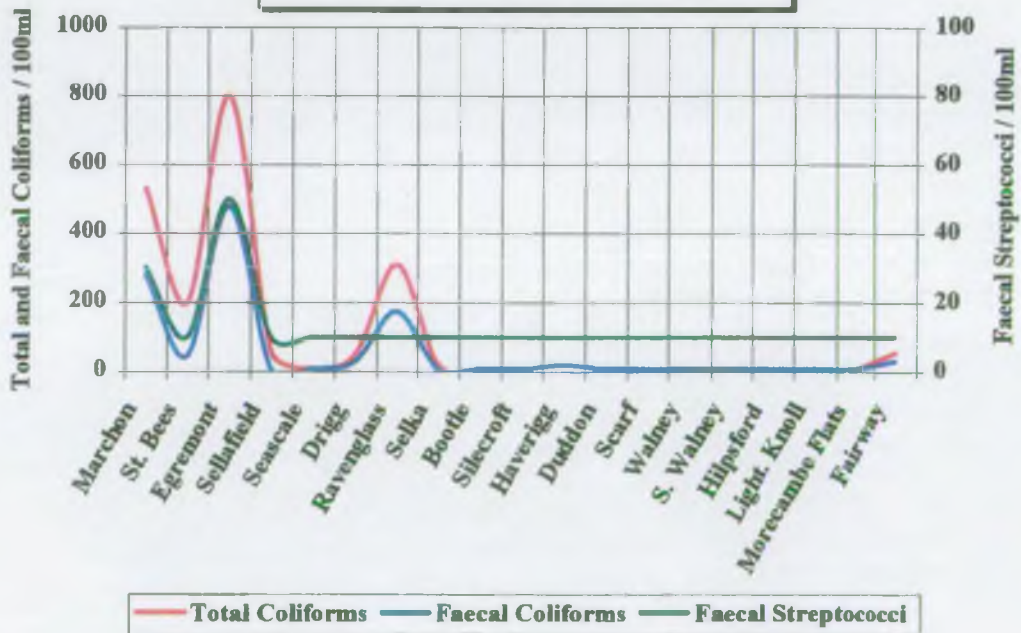 1000
800
600
400
200
0
Total and Faecal Coliforms / 100ml
100
80
60
40
20
0
Faecal Streptococci / 100ml
Marchon
St. Bees
Egremont
Sellafield
Seascale
Drigg
Ravenglass
Selka
Bootle
Silecroft
Haverigg
Duddon
Scarf
Walney
S. Walney
Hilpsford
Light. Knoll
Morecambe Flats
Fairway
Total Coliforms
Faecal Coliforms
Faecal Streptococci